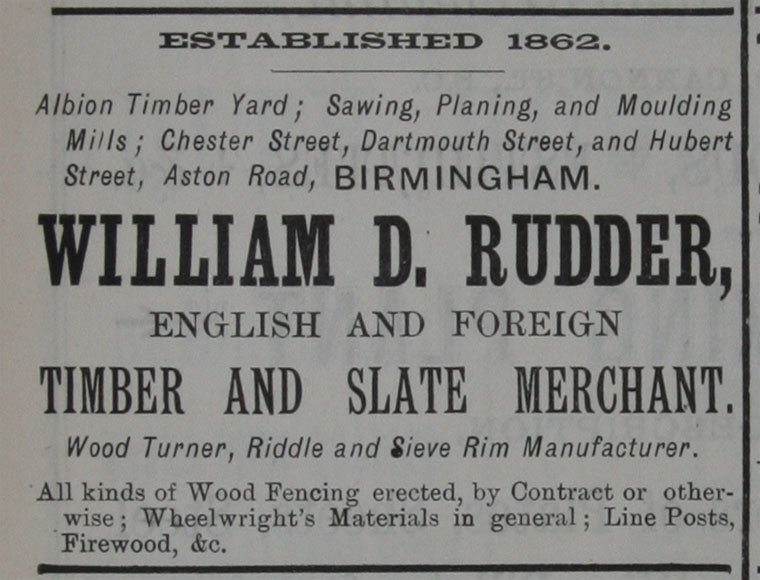 ESTABLISHED 1862.
Albion Timber Yard; Sawing, Planing, and Moulding
Mills; Chester Street, Dartmouth Street, and Hubert
Street, Aston Road, BIRMINGHAM.
WILLIAM D. RUDDER,
ENGLISH AND FOREIGN
TIMBER AND SLATE MERCHANT.
Wood Turner, Riddle and Sieve Rim Manufacturer.
All kinds of Wood Fencing erected, by Contract or other-
wise; Wheelwright's Materials in general; Line Posts,
Firewood, &c.